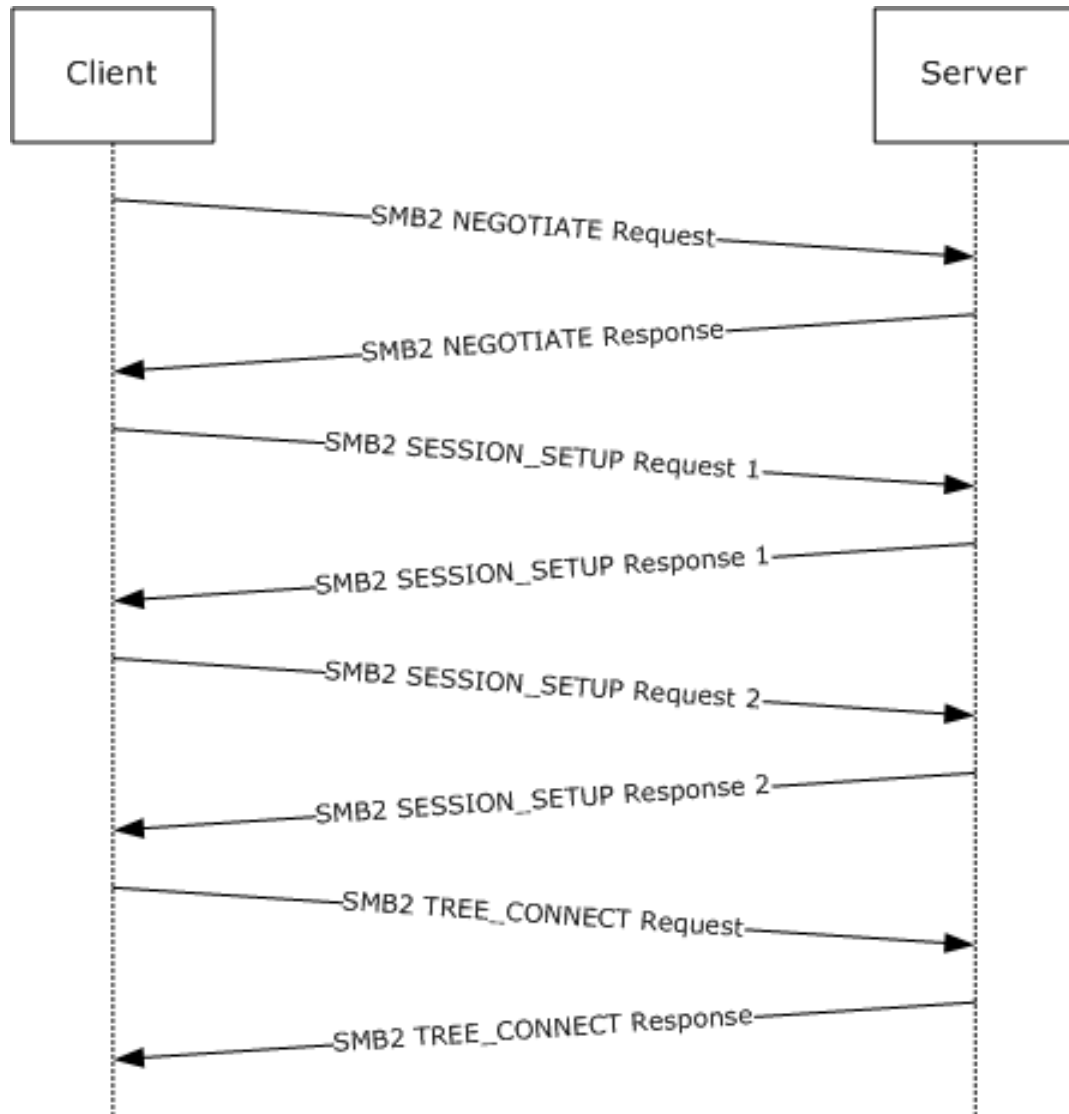 Client
Server
SMB2 NEGOTIATE Request
SMB2 NEGOTIATE Response
SMB2 SESSION_SETUP Request 1
SMB2 SESSION_SETUP Response 1
SMB2 SESSION_SETUP Request 2
SMB2 SESSION_SETUP Response 2
SMB2 TREE_CONNECT Request
SMB2 TREE_CONNECT Response